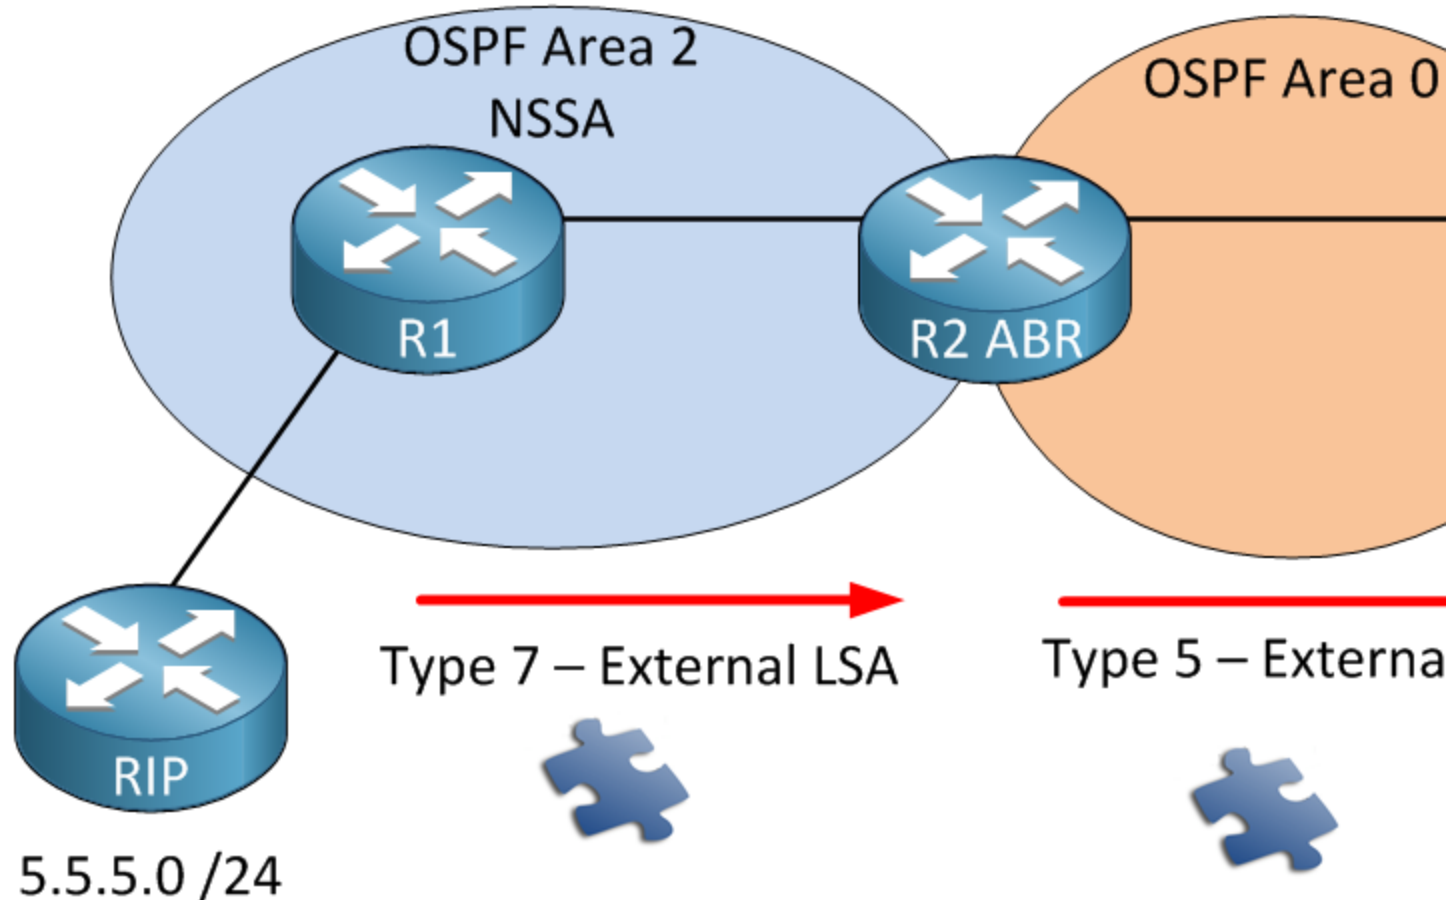 OSPF Area 2
NSSA
OSPF Area 0
R1
R2 ABR
Type 7 – External LSA
Type 5 – Externa
RIP
5.5.5.0 /24